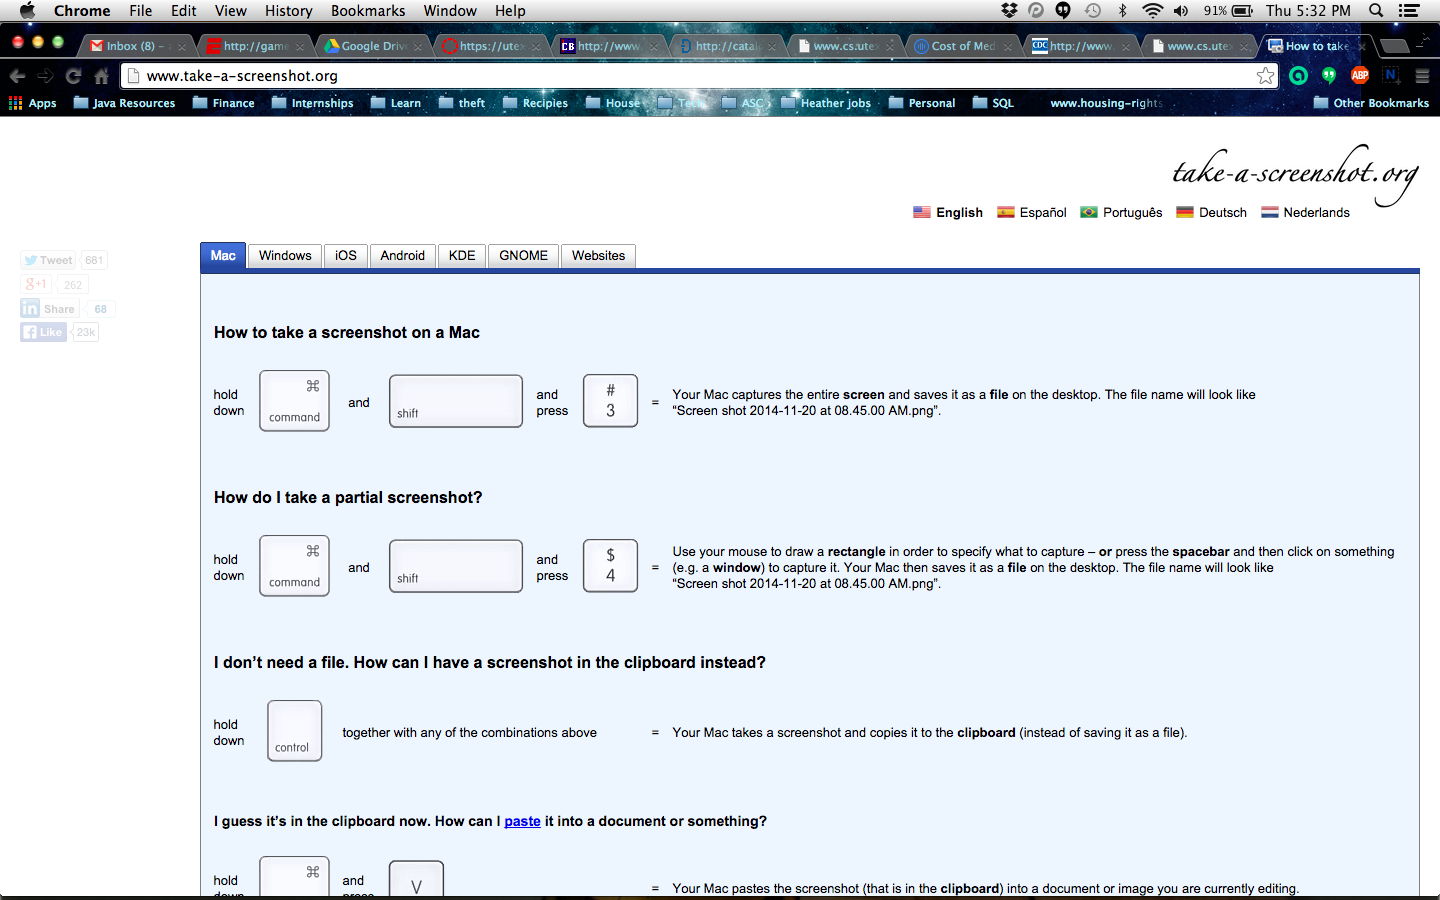 Chrome File Edit View History Bookmarks Window Help 91% Thu 5:32 PM
Inbox (8) – http://game Google Driv https://utex CB http://www. http://catal www.cs.utex Cost of Med CDC http://www. www.cs.utex How to take
www.take-a-screenshot.org ABP N
Apps Java Resources Finance Internships Learn theft Recipies House Tech ASC Heather jobs Personal SQL www.housing-rights Other Bookmarks
take-a-screenshot.org
English Español Português Deutsch Nederlands
Mac Windows iOS Android KDE GNOME Websites
Tweet 681
g+1 262
in Share 68
f Like 23k
How to take a screenshot on a Mac
hold down ⌘ command and shift and press # 3 = Your Mac captures the entire screen and saves it as a file on the desktop. The file name will look like
“Screen shot 2014-11-20 at 08.45.00 AM.png”.
How do I take a partial screenshot?
hold down ⌘ command and shift and press $ 4 = Use your mouse to draw a rectangle in order to specify what to capture – or press the spacebar and then click on something
(e.g. a window) to capture it. Your Mac then saves it as a file on the desktop. The file name will look like
“Screen shot 2014-11-20 at 08.45.00 AM.png”.
I don’t need a file. How can I have a screenshot in the clipboard instead?
hold down control together with any of the combinations above = Your Mac takes a screenshot and copies it to the clipboard (instead of saving it as a file).
I guess it’s in the clipboard now. How can I paste it into a document or something?
hold down ⌘ and press V = Your Mac pastes the screenshot (that is in the clipboard) into a document or image you are currently editing.